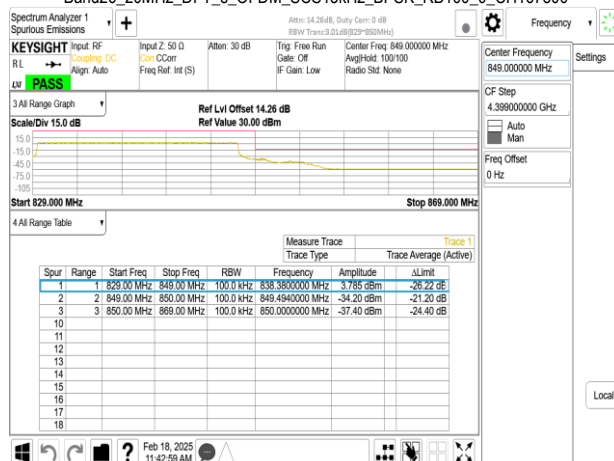 Spectrum Analyzer 1
Spurious Emissions
Attn: 14.26dB, Duty Corr: 0 dB
RBW Tranc:3.01dB(829~850MHz)
Frequency
Settings
KEYSIGHT
RL
PASS
Input: RF
Coupling: DC
Align: Auto
Input Z: 50 Ω
Corr CCorr
Freq Ref: Int (S)
Atten: 30 dB
Trig: Free Run
Gate: Off
IF Gain: Low
Center Freq: 849.000000 MHz
Avg|Hold: 100/100
Radio Std: None
Center Frequency
849.000000 MHz
CF Step
4.399000000 GHz
Auto
Man
Freq Offset
0 Hz
Local
3 All Range Graph
Scale/Div 15.0 dB
Ref Lvl Offset 14.26 dB
Ref Value 30.00 dBm
15.0
-15.0
-45.0
-75.0
-105
Start 829.00 MHz
Stop 869.000 MHz
4 All Range Table
Measure Trace Trace 1
Trace Type Trace Average (Active)
Spur Range Start Freq Stop Freq RBW Frequency Amplitude ΔLimit
1 1 829.00 MHz 849.00 MHz 100.0 kHz 838.3800000 MHz 3.785 dBm -26.22 dB
2 2 849.00 MHz 850.00 MHz 100.0 kHz 849.4940000 MHz -34.20 dBm -21.20 dB
3 3 850.00 MHz 869.00 MHz 100.0 kHz 850.0000000 MHz -37.40 dBm -24.40 dB
10
11
12
13
14
15
16
17
18
Feb 18, 2025
11:42:59 AM